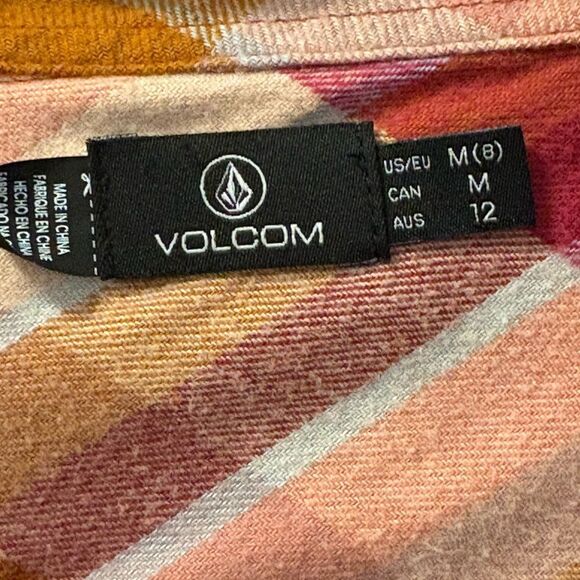 MADE IN CHINA
FABRIQUÉ EN CHINE
HECHO EN CHINA
VOLCOM
US/EU M(8)
CAN M
AUS 12